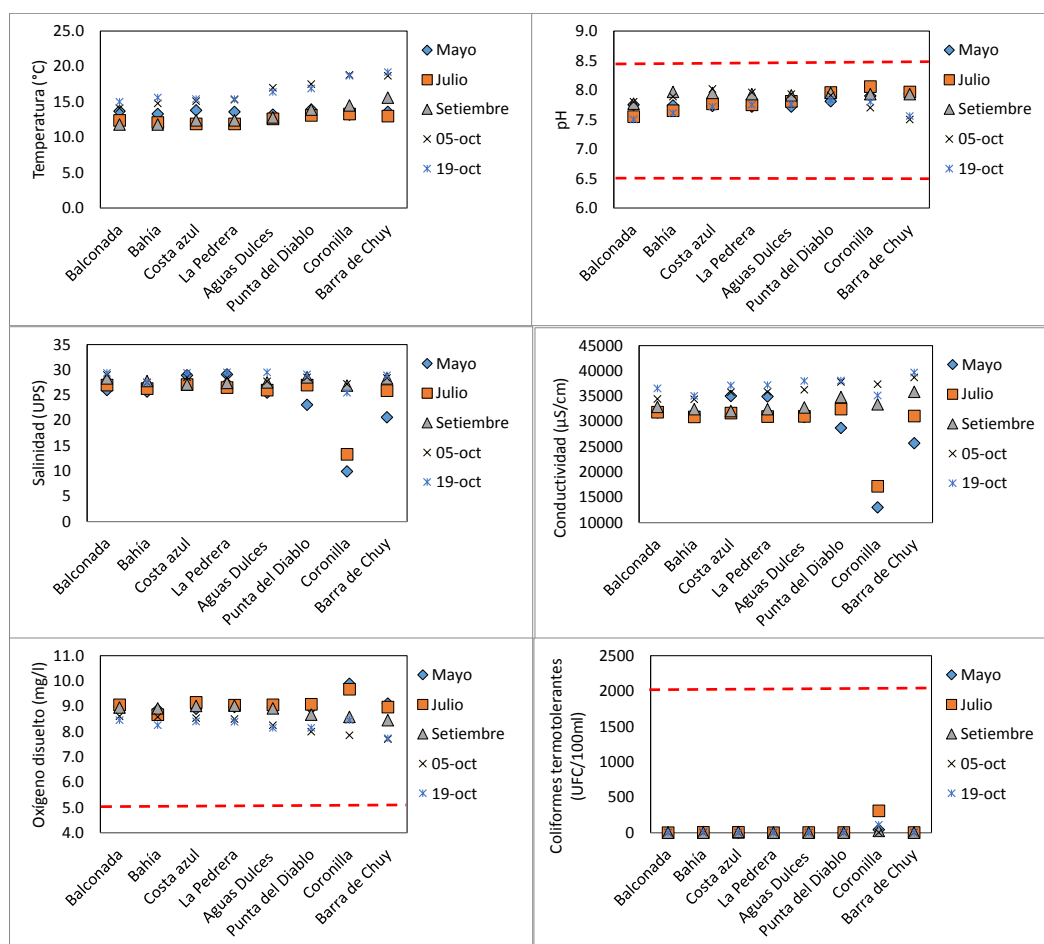 Temperatura (°C)
25.0
20.0
15.0
10.0
5.0
0.0
Balconada
Bahía
Costa azul
La Pedrera
Aguas Dulces
Punta del Diablo
Coronilla
Barra de Chuy
Mayo
Julio
Setiembre
05-oct
19-oct
pH
9.0
8.5
8.0
7.5
7.0
6.5
6.0
Balconada
Bahía
Costa azul
La Pedrera
Aguas Dulces
Punta del Diablo
Coronilla
Barra de Chuy
Mayo
Julio
Setiembre
05-oct
19-oct
Salinidad (UPS)
35
30
25
20
15
10
5
0
Balconada
Bahía
Costa azul
La Pedrera
Aguas Dulces
Punta del Diablo
Coronilla
Barra de Chuy
Mayo
Julio
Setiembre
05-oct
19-oct
Conductividad (µS/cm)
45000
40000
35000
30000
25000
20000
15000
10000
Balconada
Bahía
Costa azul
La Pedrera
Aguas Dulces
Punta del Diablo
Coronilla
Barra de Chuy
Mayo
Julio
Setiembre
05-oct
19-oct
Oxígeno disuelto (mg/l)
11.0
10.0
9.0
8.0
7.0
6.0
5.0
4.0
Balconada
Bahía
Costa azul
La Pedrera
Aguas Dulces
Punta del Diablo
Coronilla
Barra de Chuy
Mayo
Julio
Setiembre
05-oct
19-oct
Coliformes termotolerantes
(UFC/100ml)
2500
2000
1500
1000
500
0
Balconada
Bahía
Costa azul
La Pedrera
Aguas Dulces
Punta del Diablo
Coronilla
Barra de Chuy
Mayo
Julio
Setiembre
05-oct
19-oct